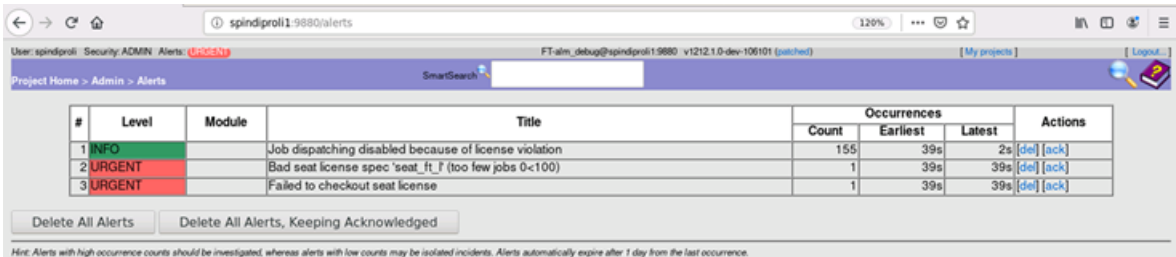 spindiproli1:9880/alerts 120%
User: spindiproli Security: ADMIN Alerts: URGENT FT-alm_debug@spindiproli1:9880 v1212.1.0-dev-106101 (patched) [ My projects ] [ Logout... ]
Project Home > Admin > Alerts SmartSearch
# Level Module Title Occurrences Actions
Count Earliest Latest
1 INFO Job dispatching disabled because of license violation 155 39s 2s [del] [ack]
2 URGENT Bad seat license spec 'seat_ft_l' (too few jobs 0<100) 1 39s 39s [del] [ack]
3 URGENT Failed to checkout seat license 1 39s 39s [del] [ack]
Delete All Alerts Delete All Alerts, Keeping Acknowledged
Hint: Alerts with high occurrence counts should be investigated, whereas alerts with low counts may be isolated incidents. Alerts automatically expire after 1 day from the last occurrence.